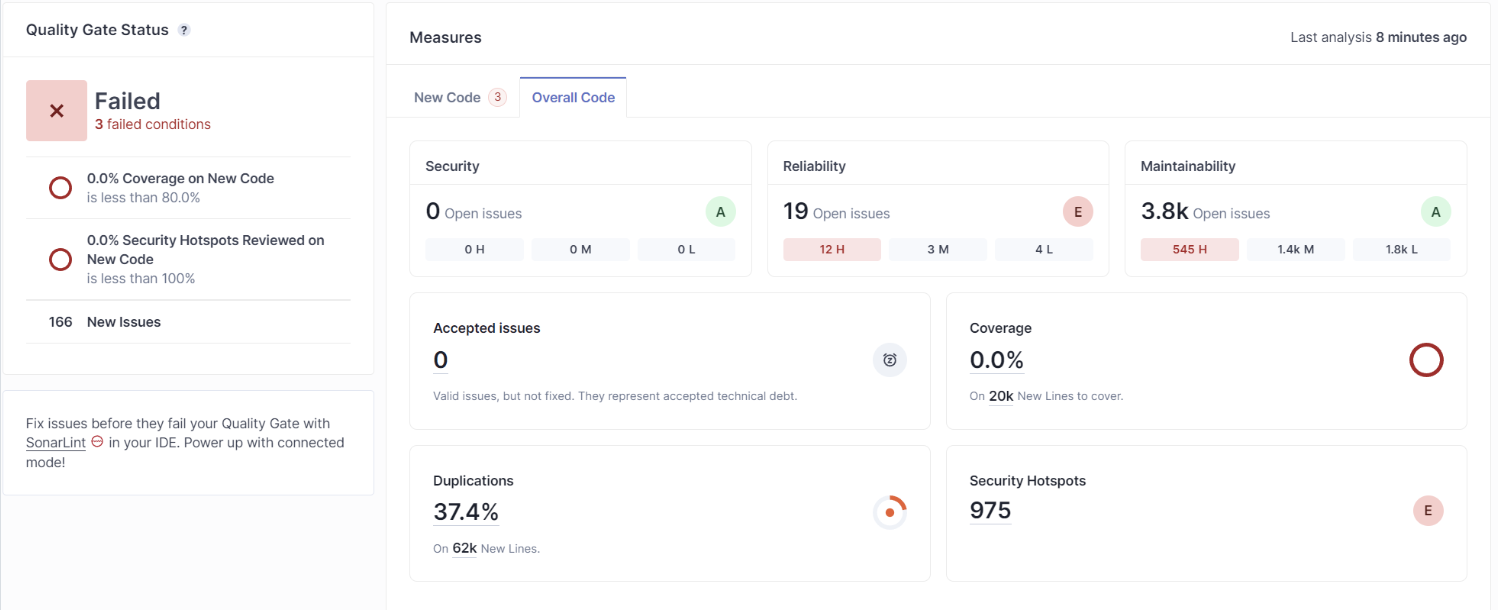 Quality Gate Status ?
Failed
3 failed conditions
0.0% Coverage on New Code
is less than 80.0%
0.0% Security Hotspots Reviewed on
New Code
is less than 100%
166 New Issues
Fix issues before they fail your Quality Gate with
SonarLint in your IDE. Power up with connected
mode!
Measures
Last analysis 8 minutes ago
New Code 3
Overall Code
Security
0 Open issues
A
0 H
0 M
0 L
Reliability
19 Open issues
E
12 H
3 M
4 L
Maintainability
3.8k Open issues
A
545 H
1.4k M
1.8k L
Accepted issues
0
Valid issues, but not fixed. They represent accepted technical debt.
Coverage
0.0%
On 20k New Lines to cover.
Duplications
37.4%
On 62k New Lines.
Security Hotspots
975
E